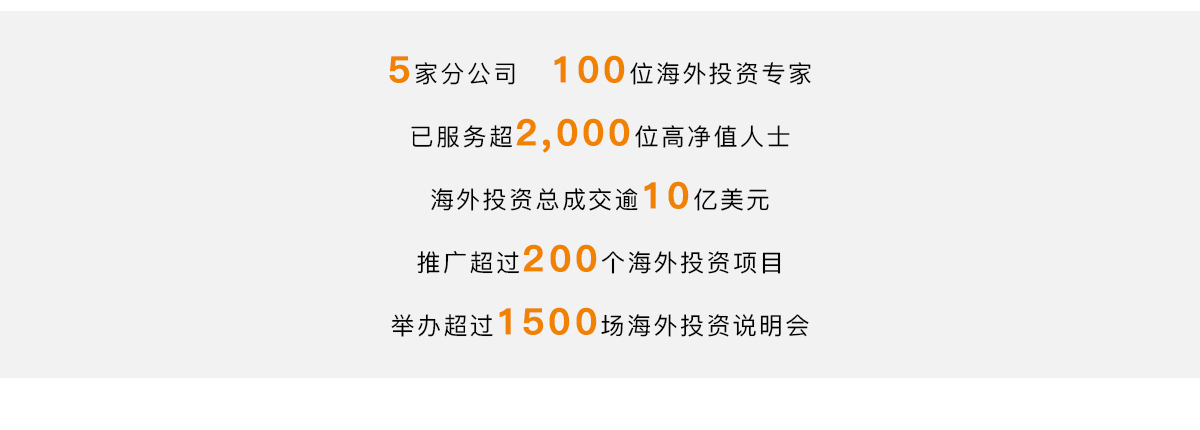 5家分公司 100位海外投资专家
已服务超2,000位高净值人士
海外投资总成交逾10亿美元
推广超过200个海外投资项目
举办超过1500场海外投资说明会